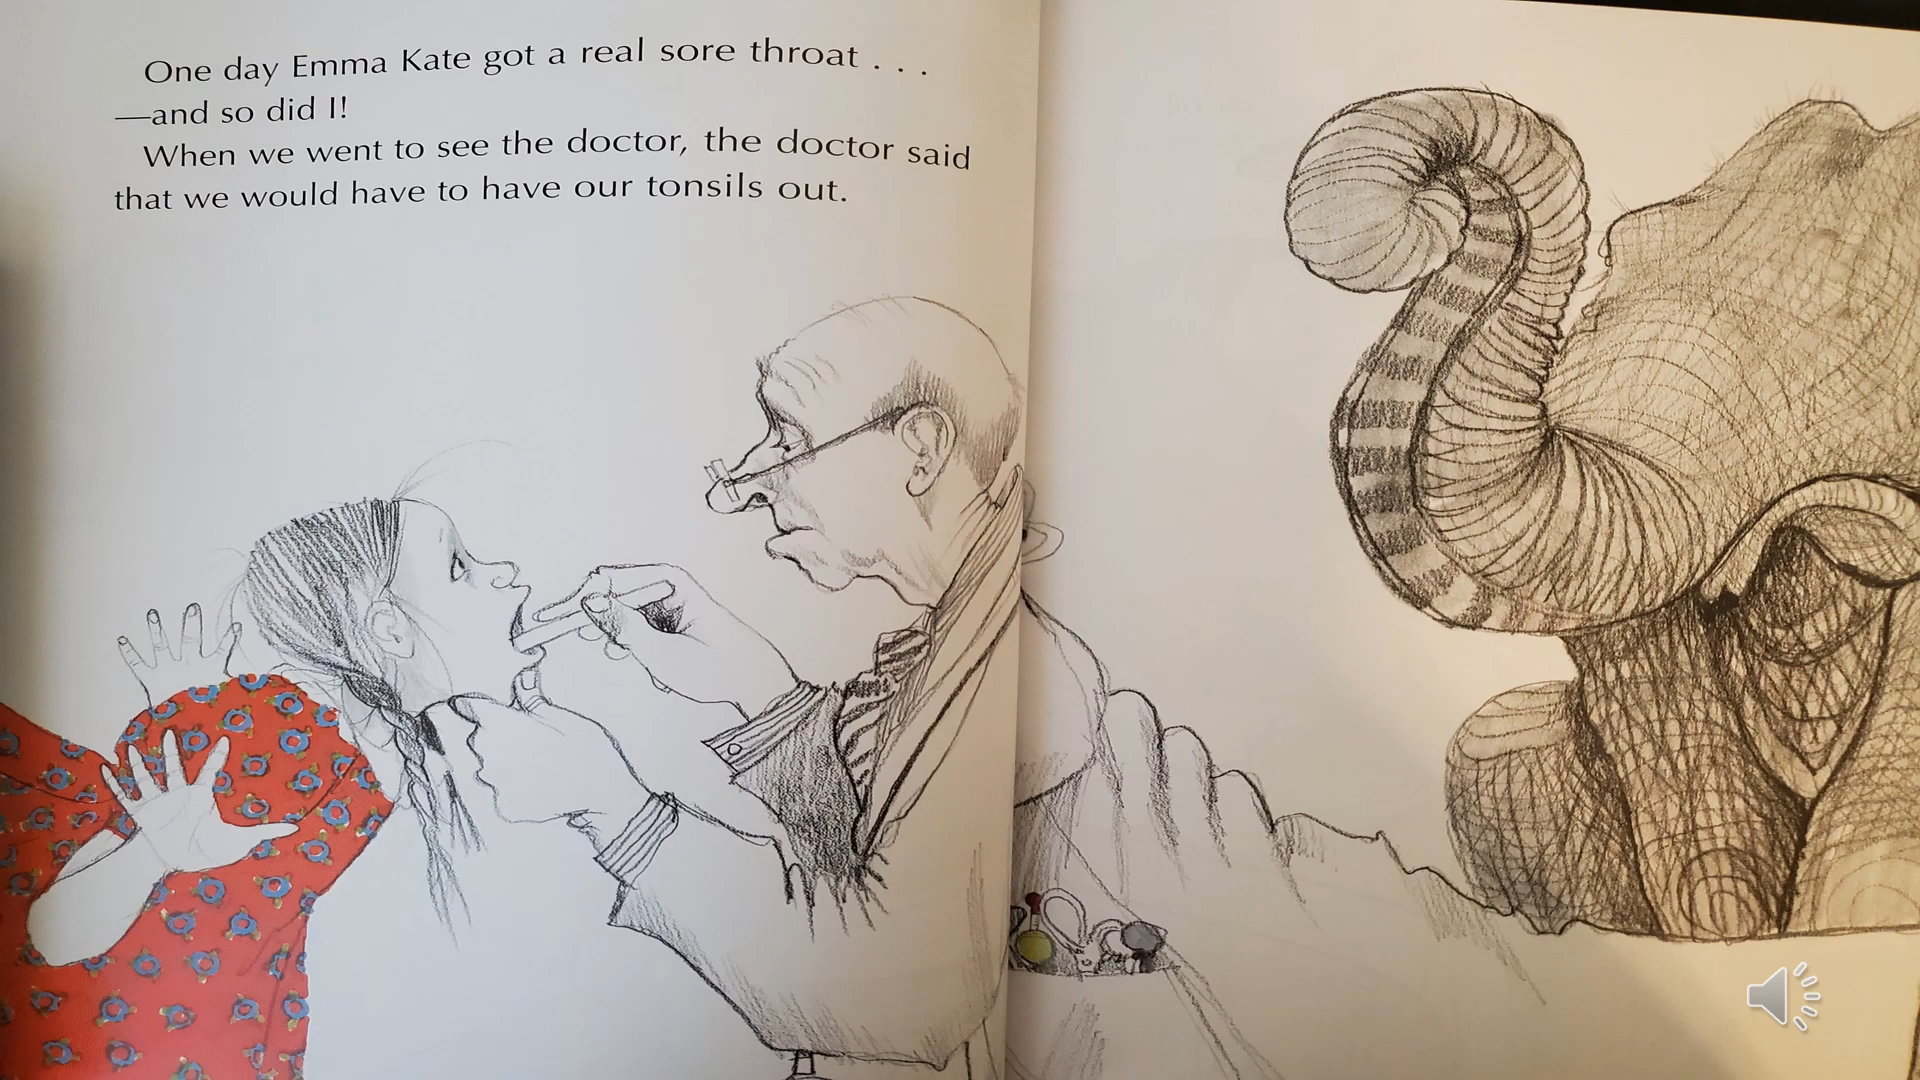 One day Emma Kate got a real sore throat . . .
—and so did I!
When we went to see the doctor, the doctor said
that we would have to have our tonsils out.